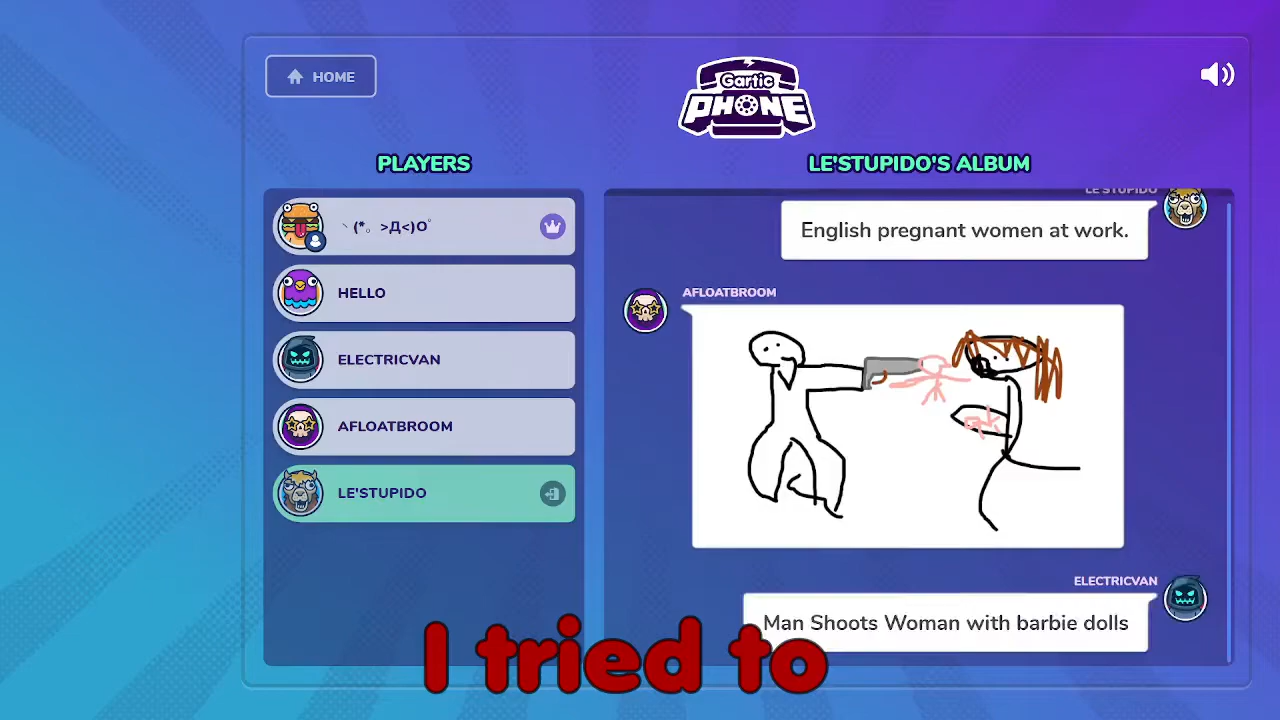 HOME
Gartic
PHONE
PLAYERS
LE'STUPIDO'S ALBUM
ヽ(*。>Д<)o゜
HELLO
ELECTRICVAN
AFLOATBROOM
LE'STUPIDO
LE'STUPIDO
English pregnant women at work.
AFLOATBROOM
ELECTRICVAN
Man Shoots Woman with barbie dolls
I tried to